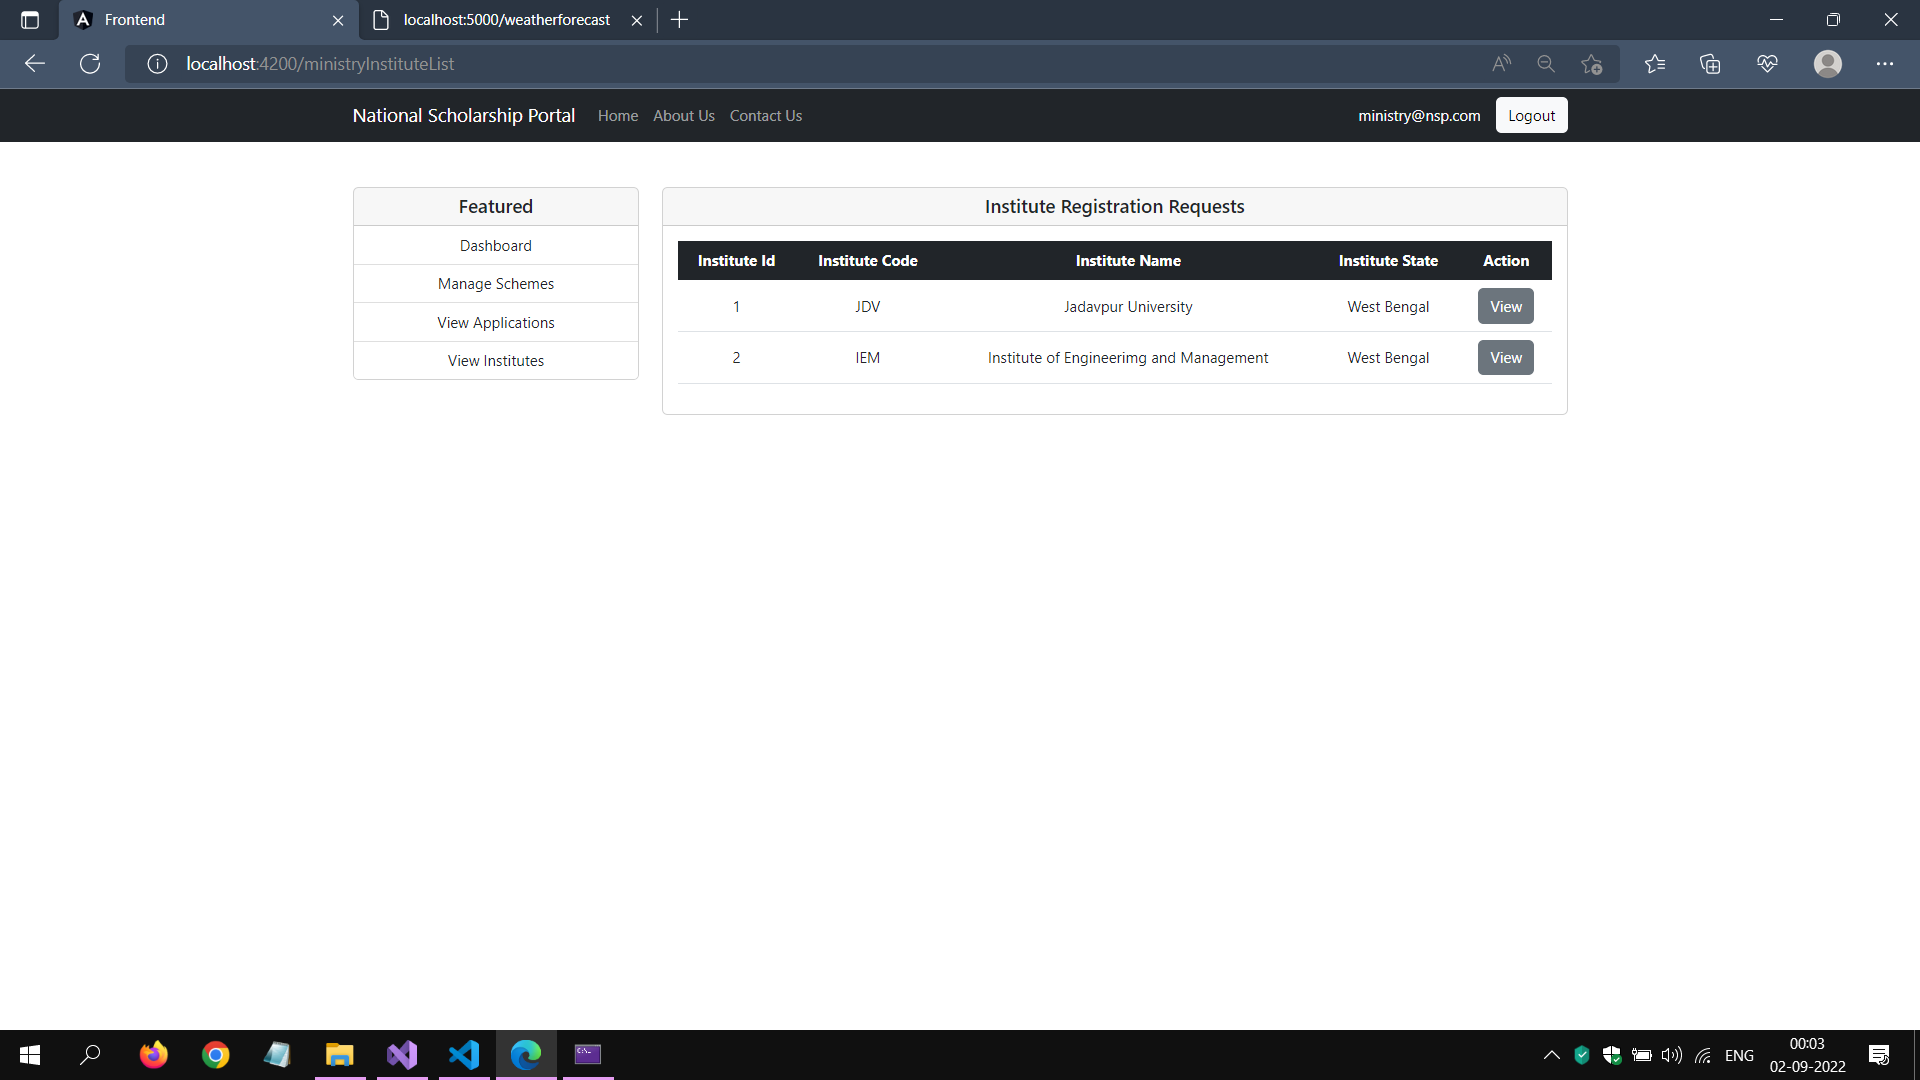 Frontend
localhost:5000/weatherforecast
localhost:4200/ministryInstituteList
National Scholarship Portal Home About Us Contact Us ministry@nsp.com Logout
Featured
Dashboard
Manage Schemes
View Applications
View Institutes
Institute Registration Requests
Institute Id Institute Code Institute Name Institute State Action
1 JDV Jadavpur University West Bengal View
2 IEM Institute of Engineerimg and Management West Bengal View
ENG
00:03
02-09-2022